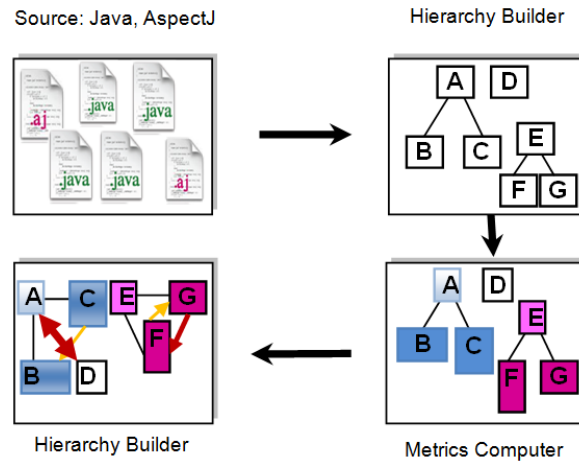 Source: Java, AspectJ
Hierarchy Builder
.aj
.java
.java
.java
.java
.aj
A D
B C
E
F G
A C E G
B D F
A D
B C
E
F G
Hierarchy Builder
Metrics Computer